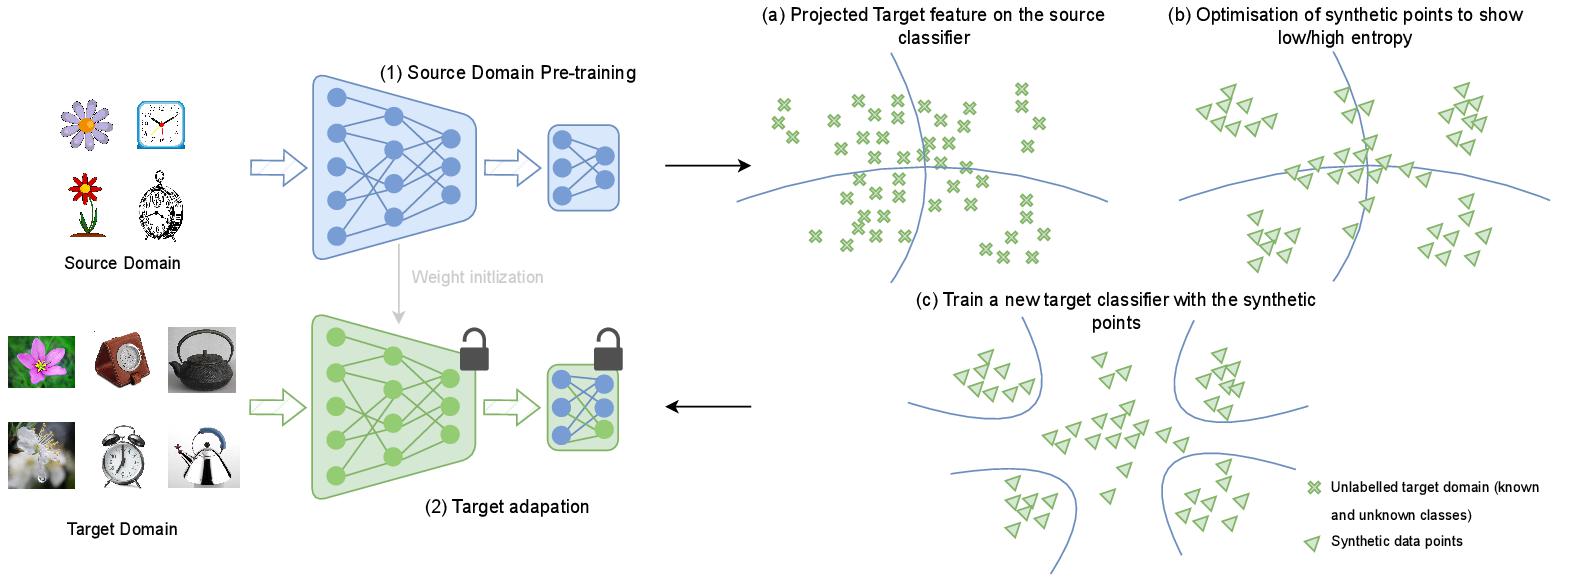 (1) Source Domain Pre-training
Source Domain
Weight initlization
Target Domain
(2) Target adapation
(a) Projected Target feature on the source
classifier
(b) Optimisation of synthetic points to show
low/high entropy
(c) Train a new target classifier with the synthetic
points
Unlabelled target domain (known
and unknown classes)
Synthetic data points